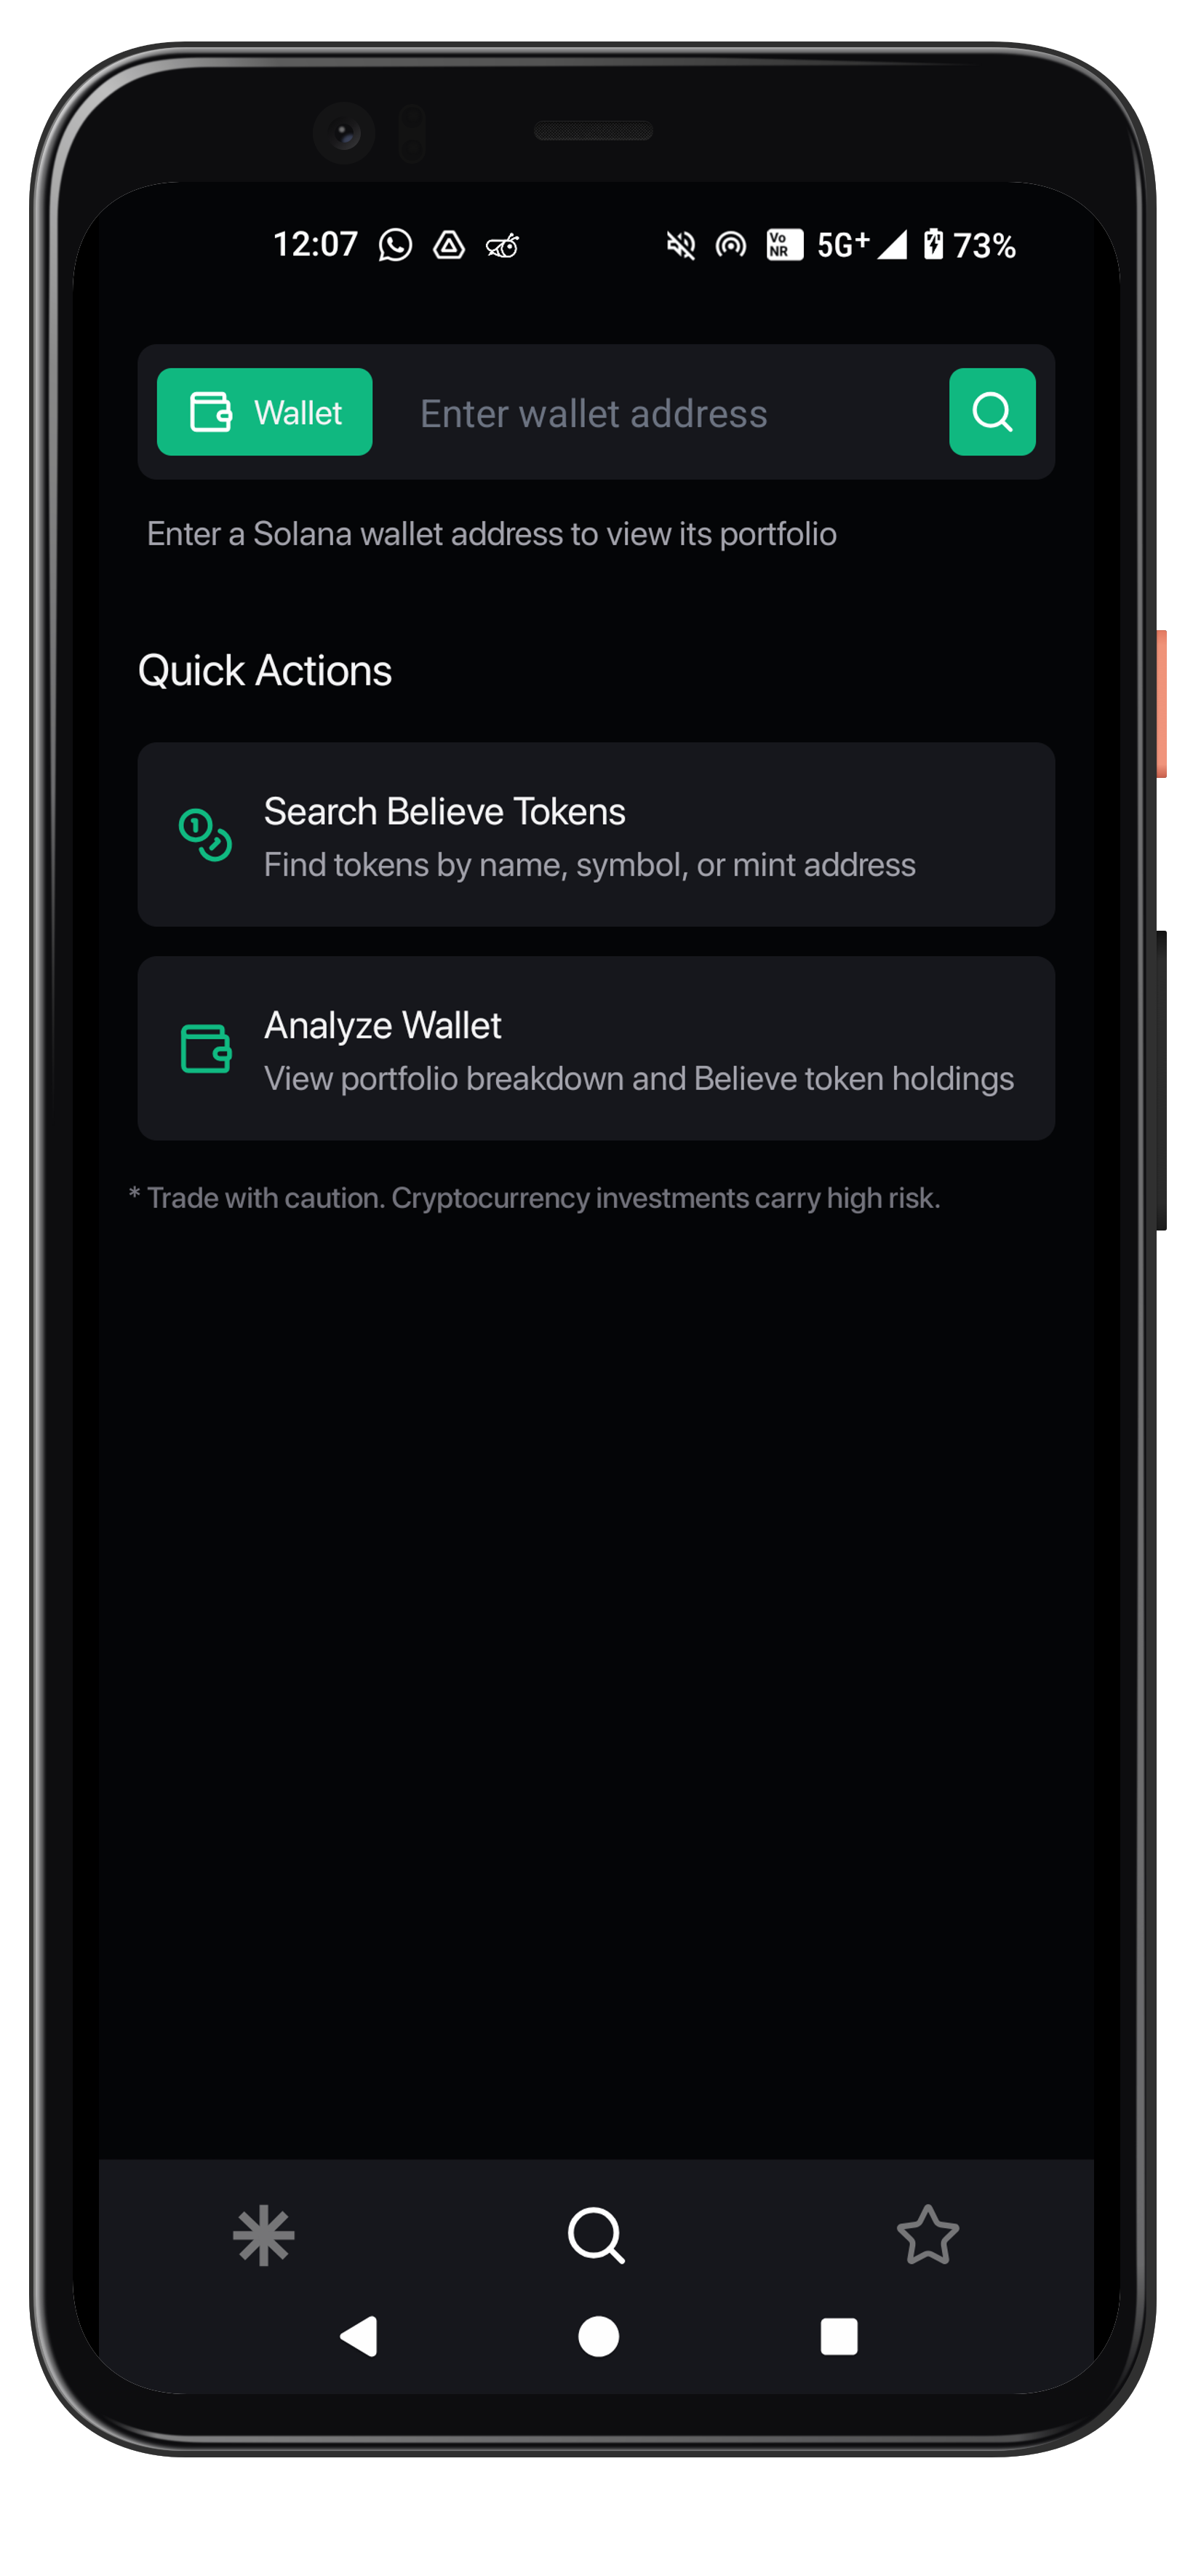 12:07 Vo NR 5G+ 73%
Wallet Enter wallet address
Enter a Solana wallet address to view its portfolio
Quick Actions
Search Believe Tokens
Find tokens by name, symbol, or mint address
Analyze Wallet
View portfolio breakdown and Believe token holdings
* Trade with caution. Cryptocurrency investments carry high risk.